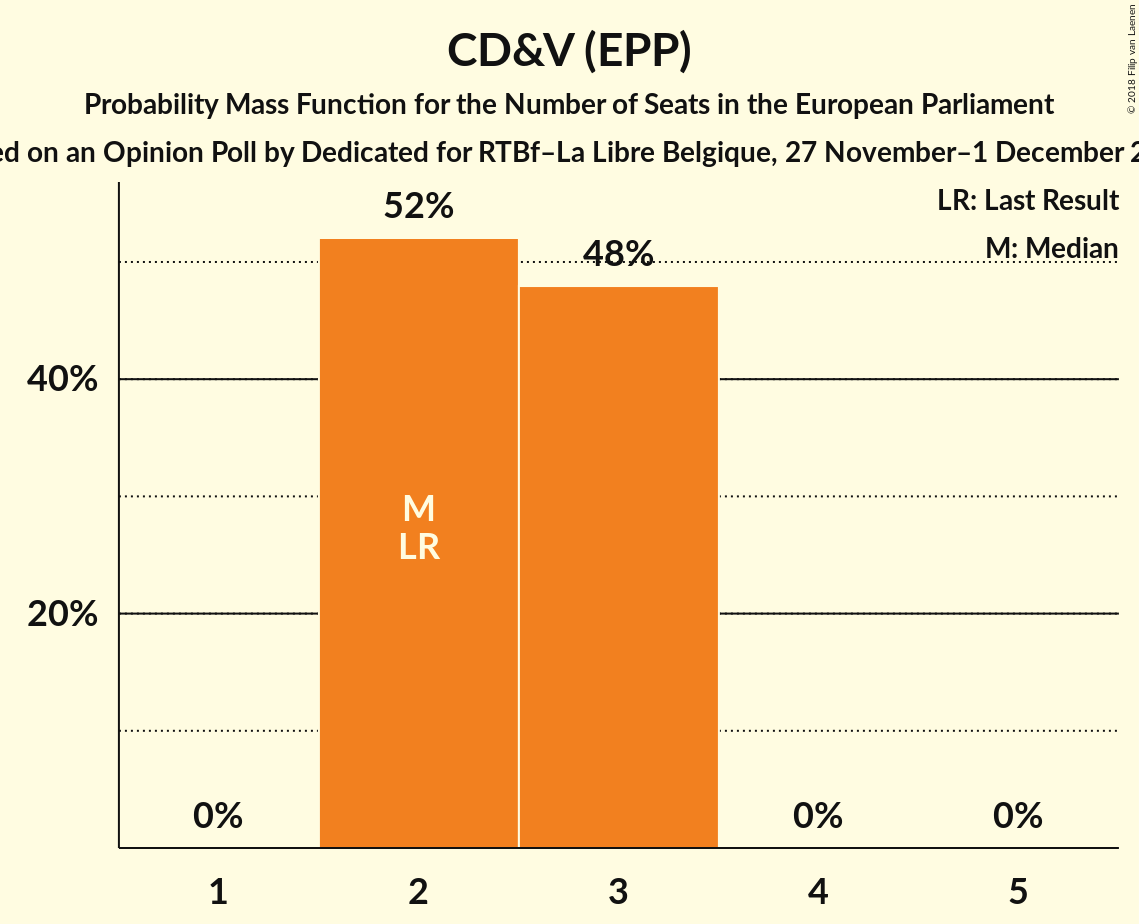 CD&V (EPP)
Probability Mass Function for the Number of Seats in the European Parliament
on an Opinion Poll by Dedicated for RTBf–La Libre Belgique, 27 November–1 December
© 2018 Filip van Laenen
LR: Last Result
M: Median
52%
48%
40%
20%
M
LR
0%
0%
0%
1
2
3
4
5